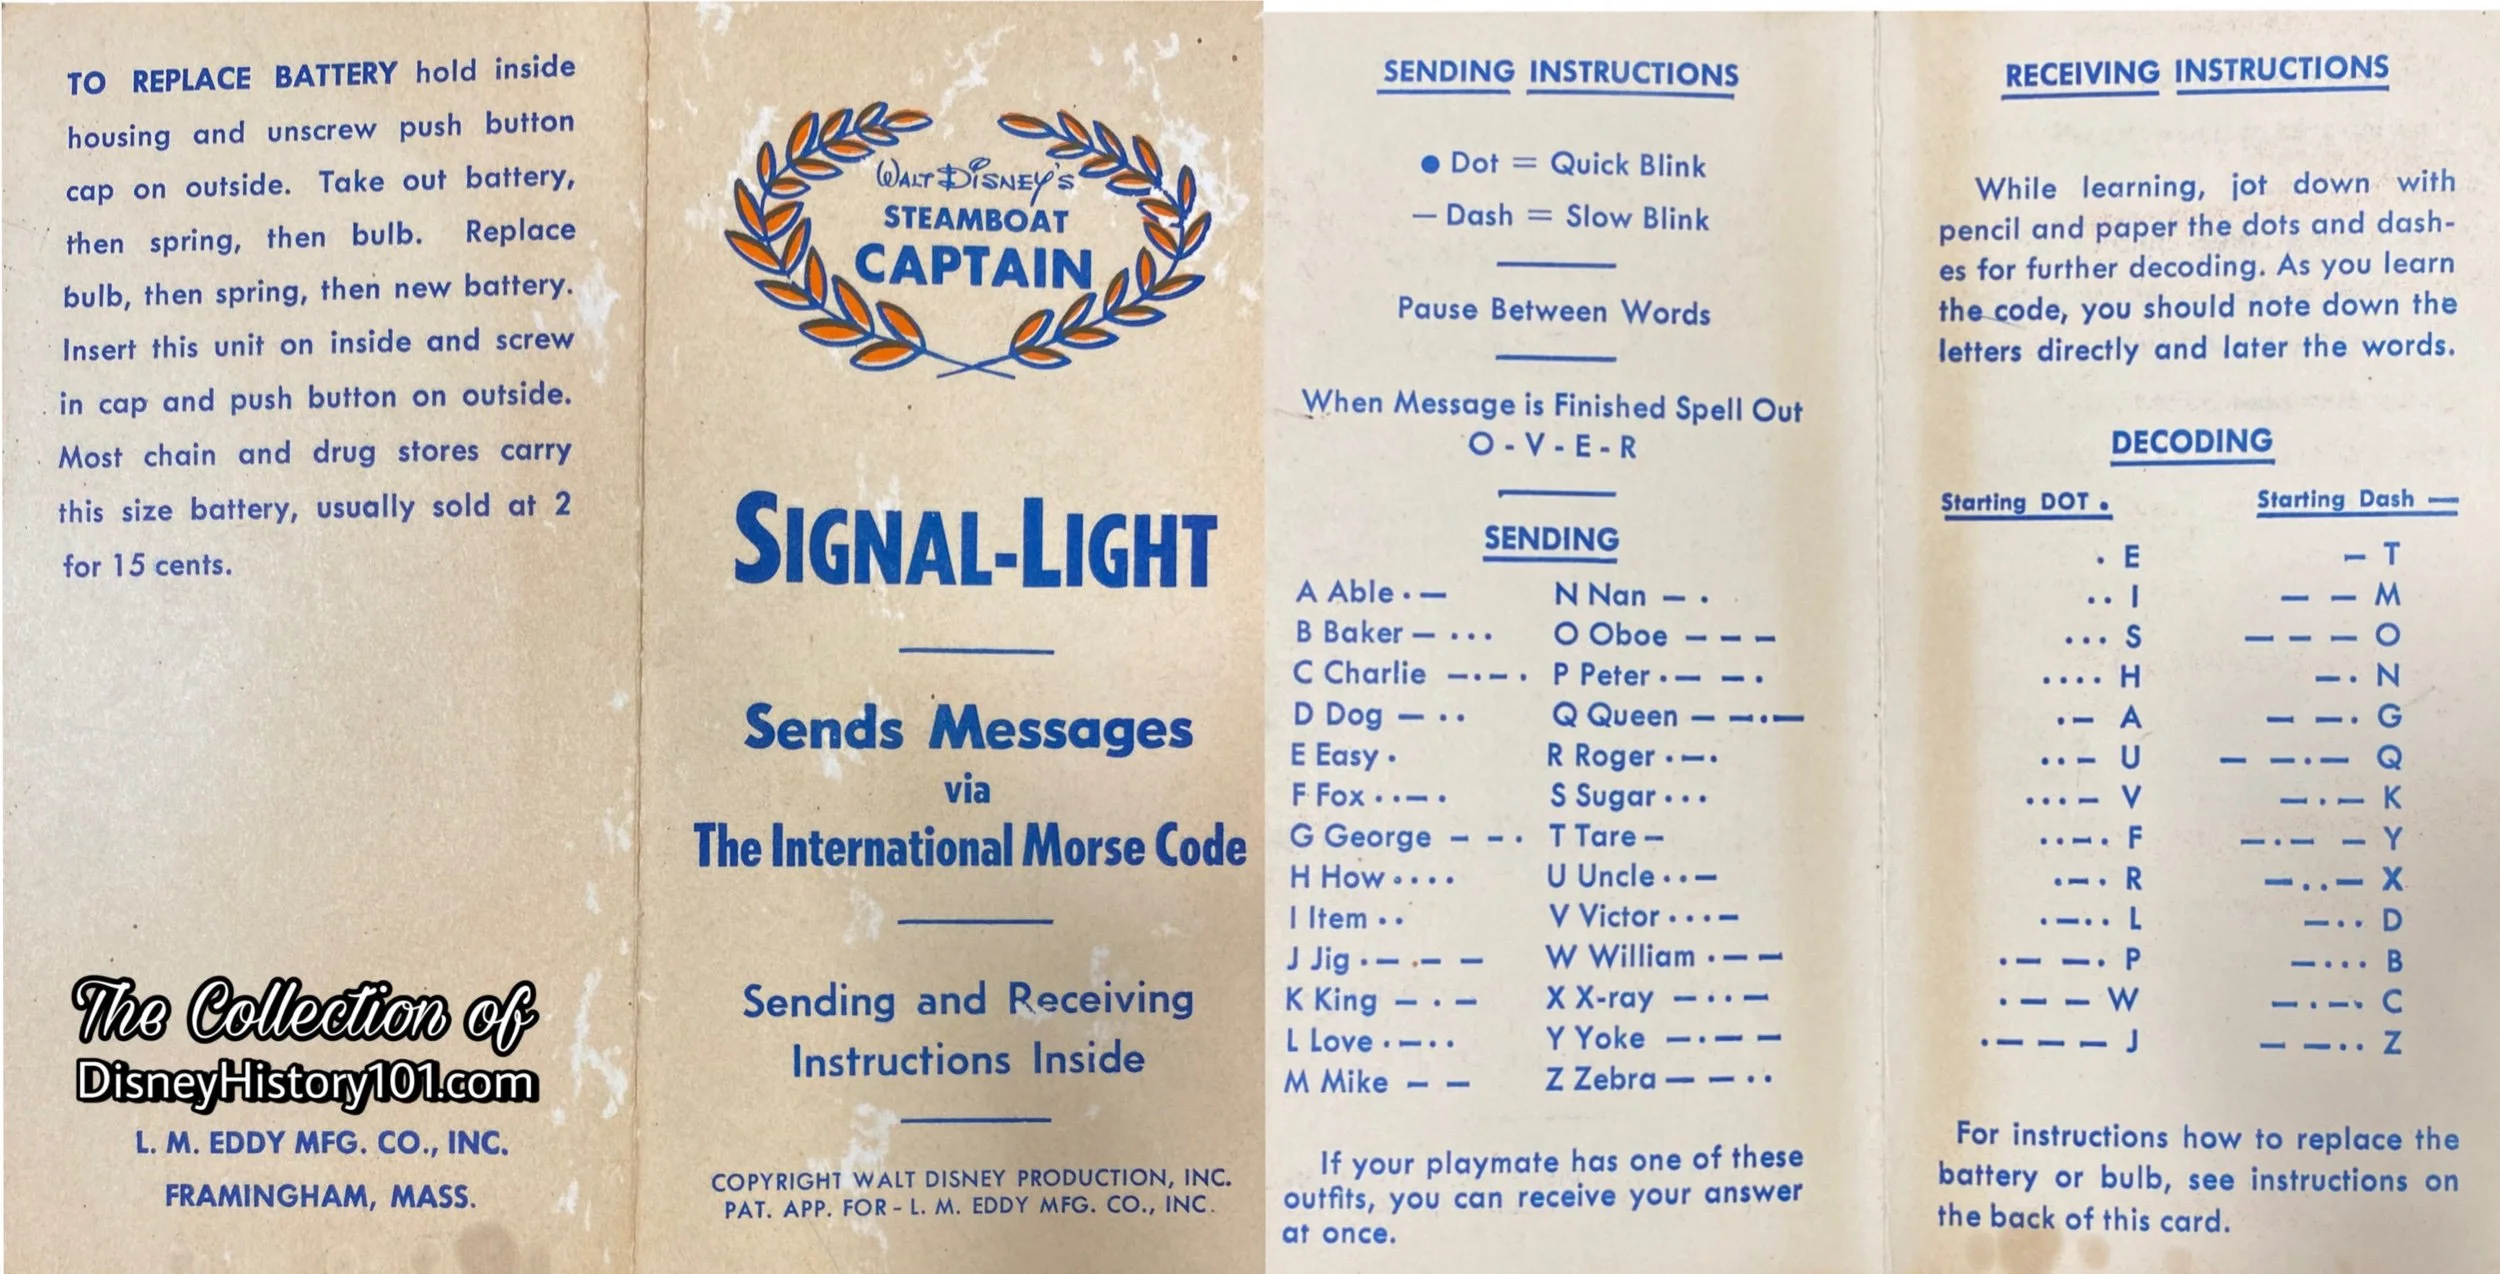 TO REPLACE BATTERY hold inside
housing and unscrew push button
cap on outside. Take out battery,
then spring, then bulb. Replace
bulb, then spring, then new battery.
Insert this unit on inside and screw
in cap and push button on outside.
Most chain and drug stores carry
this size battery, usually sold at 2
for 15 cents.
The Collection of
DisneyHistory101.com
L. M. EDDY MFG. CO., INC.
FRAMINGHAM, MASS.
WALT DISNEY'S
STEAMBOAT
CAPTAIN
SIGNAL-LIGHT
Sends Messages
via
The International Morse Code
Sending and Receiving
Instructions Inside
COPYRIGHT WALT DISNEY PRODUCTION, INC.
PAT. APP. FOR - L. M. EDDY MFG. CO., INC.
SENDING INSTRUCTIONS
● Dot = Quick Blink
— Dash = Slow Blink
Pause Between Words
When Message is Finished Spell Out
O - V - E - R
SENDING
A Able · —
B Baker — · · ·
C Charlie — · — ·
D Dog — · ·
E Easy ·
F Fox · · — ·
G George — — ·
H How · · · ·
I Item · ·
J Jig · — — —
K King — · —
L Love · — · ·
M Mike — —
N Nan — ·
O Oboe — — —
P Peter · — — ·
Q Queen — — · —
R Roger · — ·
S Sugar · · ·
T Tare —
U Uncle · · —
V Victor · · · —
W William · — —
X X-ray — · · —
Y Yoke — · — —
Z Zebra — — · ·
If your playmate has one of these
outfits, you can receive your answer
at once.
RECEIVING INSTRUCTIONS
While learning, jot down with
pencil and paper the dots and dash-
es for further decoding. As you learn
the code, you should note down the
letters directly and later the words.
DECODING
Starting DOT .
· E
· · I
· · · S
· · · · H
· — A
· · — U
· · · — V
· · — · F
· — · R
· — · · L
· — — · P
· — — W
· — — — J
Starting Dash —
— T
— — M
— — — O
— · N
— — · G
— — · — Q
— · — K
— · — — Y
— · · — X
— · · D
— · · · B
— · — · C
— — · · Z
For instructions how to replace the
battery or bulb, see instructions on
the back of this card.